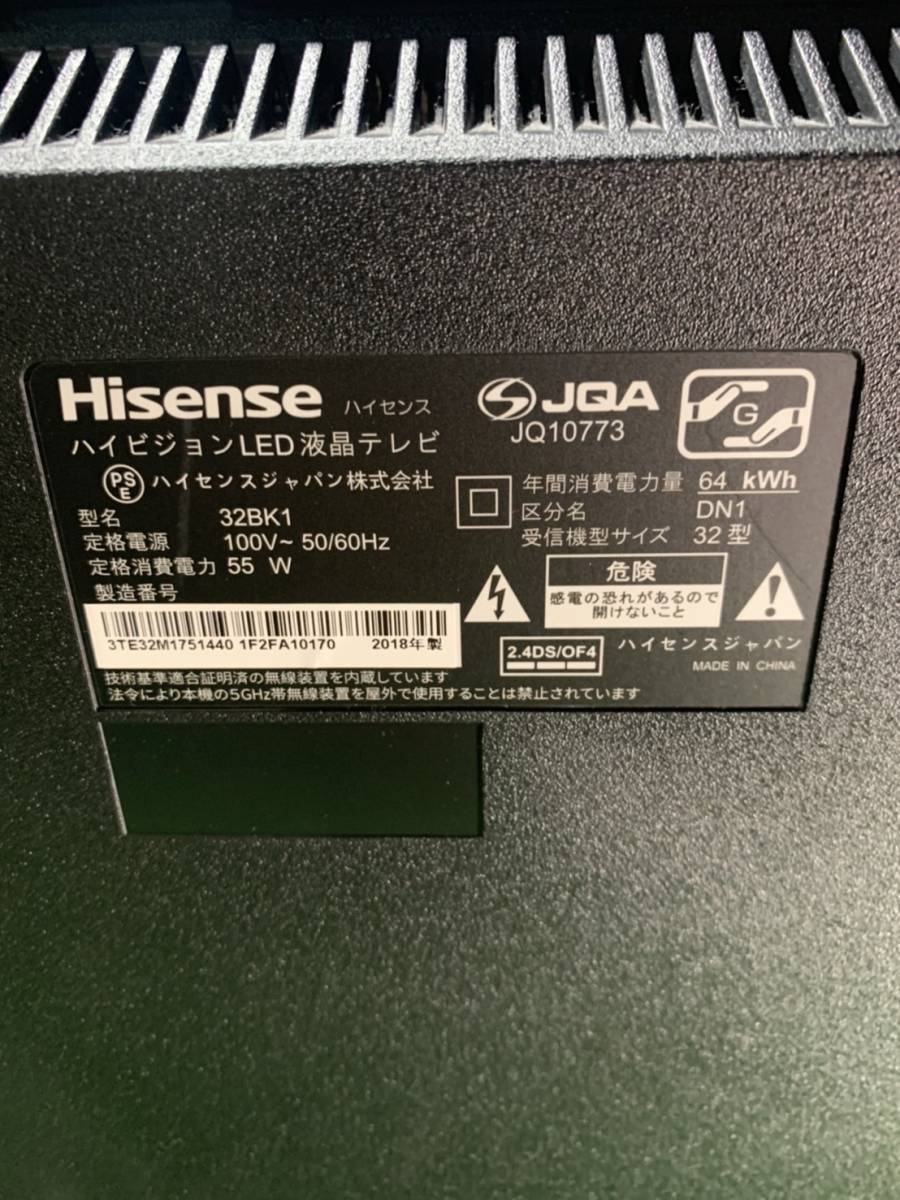 Hisense ハイセンス
ハイビジョンLED液晶テレビ
PSE ハイセンスジャパン株式会社
型名 32BK1
定格電源 100V~ 50/60Hz
定格消費電力 55 W
製造番号
3TE32M1751440 1F2FA10170 2018年製
技術基準適合証明済の無線装置を内蔵しています
法令により本機の5GHz帯無線装置を屋外で使用することは禁止されています
JQA
JQ10773
G
年間消費電力量 64 kWh
区分名 DN1
受信機型サイズ 32型
危険
感電の恐れがあるので
開けないこと
2.4DS/OF4
ハイセンスジャパン
MADE IN CHINA